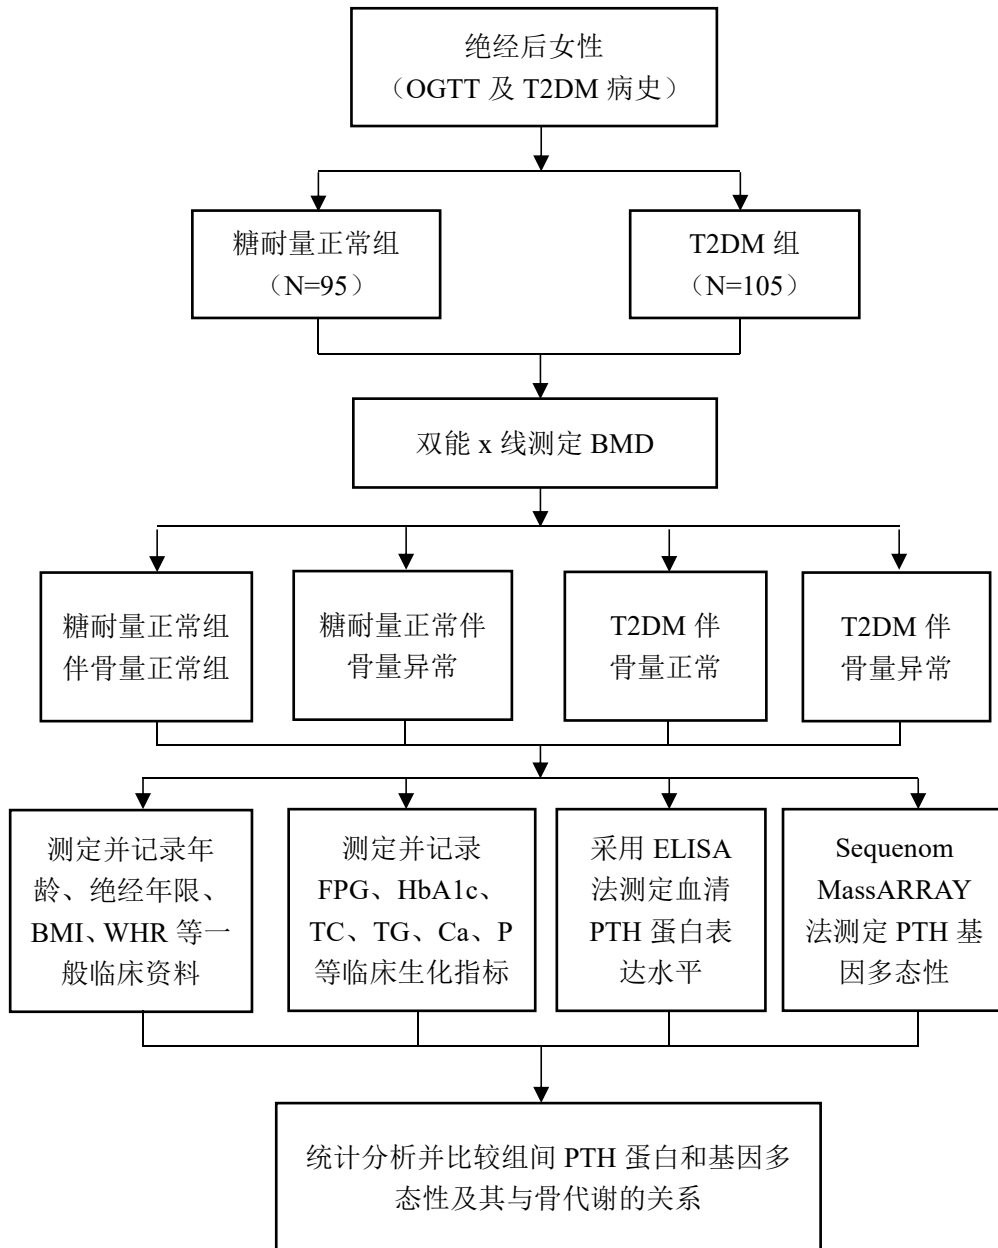 绝经后女性
（OGTT 及 T2DM 病史）
糖耐量正常组
（N=95）
T2DM 组
（N=105）
双能 x 线测定 BMD
糖耐量正常组
伴骨量正常组
糖耐量正常伴
骨量异常
T2DM 伴
骨量正常
T2DM 伴
骨量异常
测定并记录年
龄、绝经年限、
BMI、WHR 等一
般临床资料
测定并记录
FPG、HbA1c、
TC、TG、Ca、P
等临床生化指标
采用 ELISA
法测定血清
PTH 蛋白表
达水平
Sequenom
MassARRAY
法测定 PTH 基
因多态性
统计分析并比较组间 PTH 蛋白和基因多
态性及其与骨代谢的关系